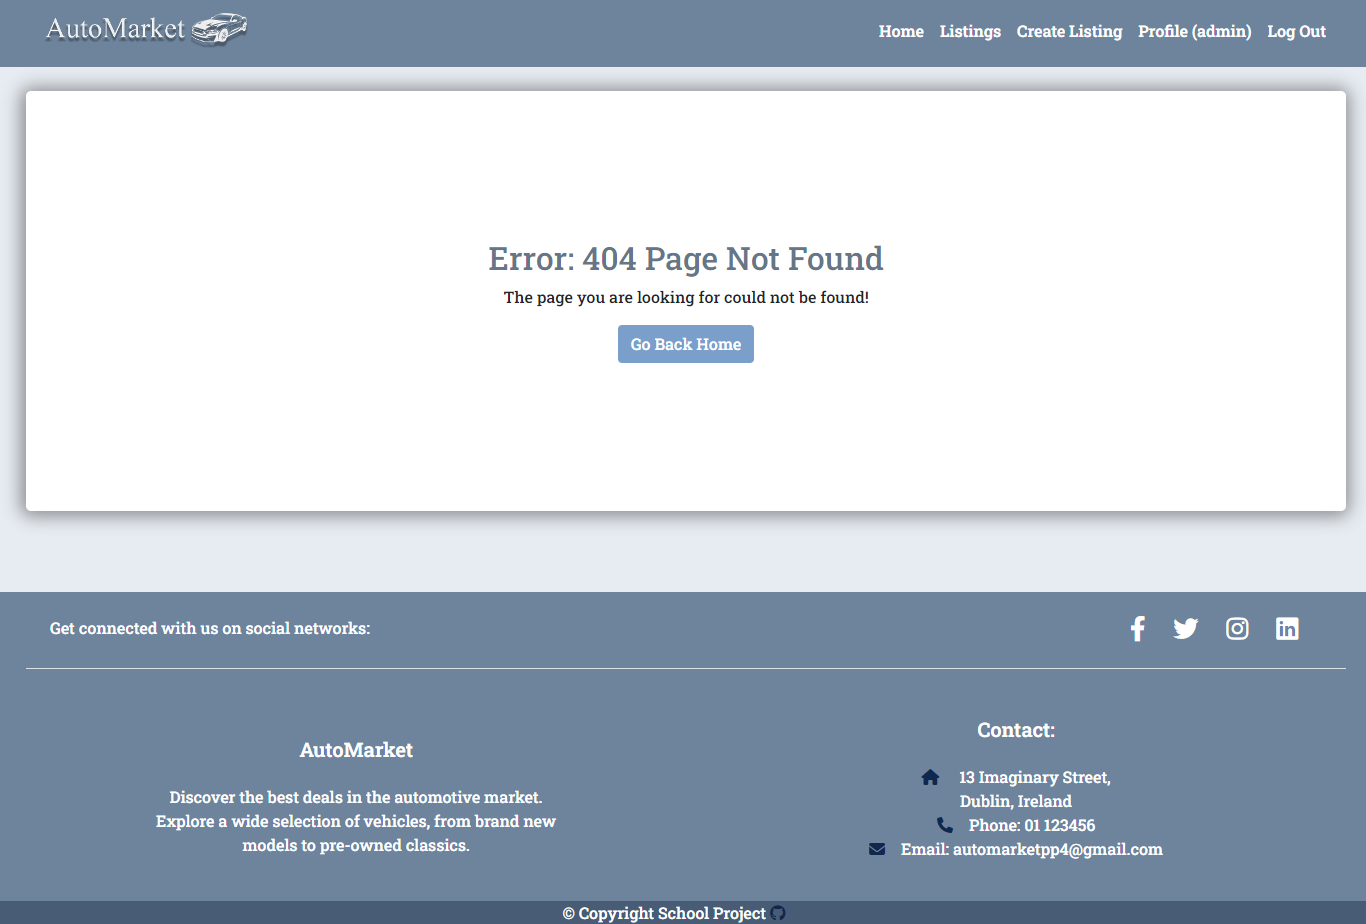 AutoMarket
Home Listings Create Listing Profile (admin) Log Out
Error: 404 Page Not Found
The page you are looking for could not be found!
Go Back Home
Get connected with us on social networks:
AutoMarket
Discover the best deals in the automotive market.
Explore a wide selection of vehicles, from brand new
models to pre-owned classics.
Contact:
13 Imaginary Street,
Dublin, Ireland
Phone: 01 123456
Email: automarketpp4@gmail.com
© Copyright School Project